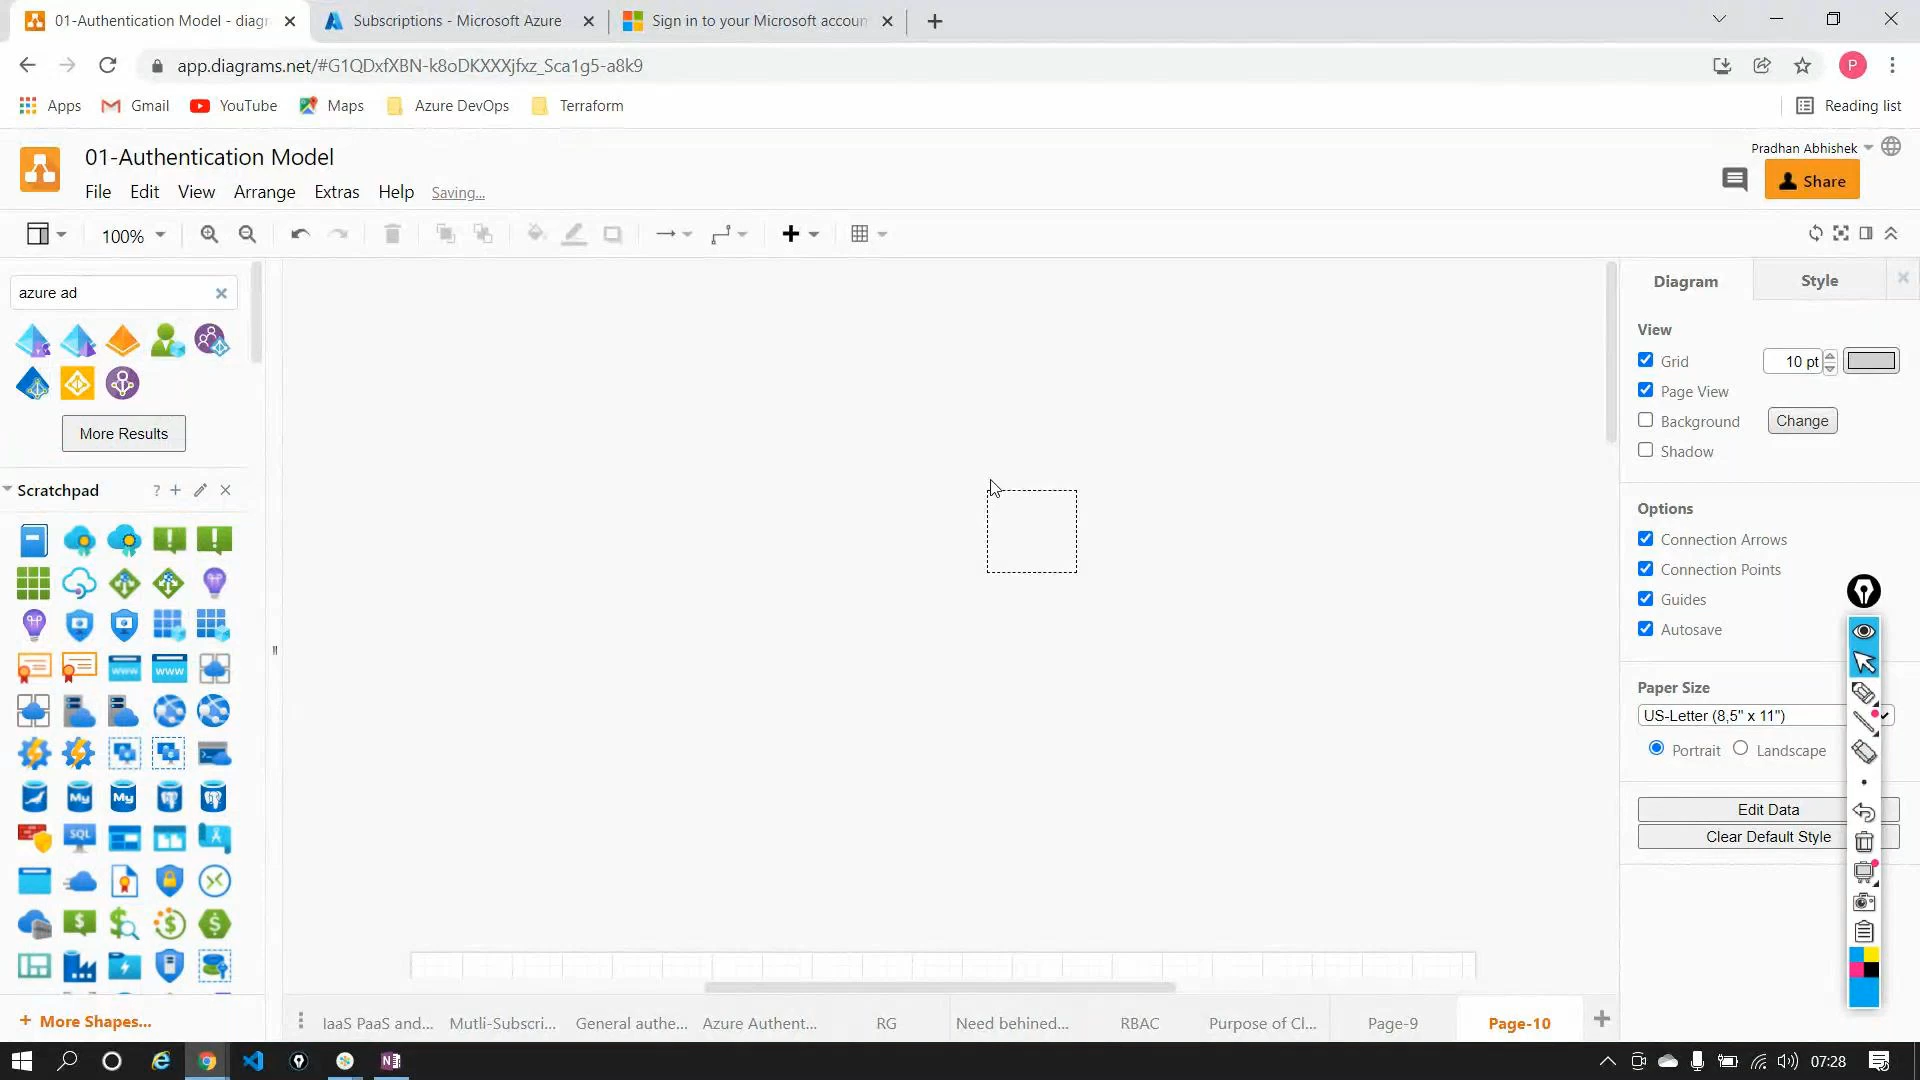 01-Authentication Model - diagr
Subscriptions - Microsoft Azure
Sign in to your Microsoft accoun
app.diagrams.net/#G1QDxfXBN-k8oDKXXXjfxz_Sca1g5-a8k9
P
Apps
Gmail
YouTube
Maps
Azure DevOps
Terraform
Reading list
01-Authentication Model
Pradhan Abhishek
File
Edit
View
Arrange
Extras
Help
Saving...
Share
100%
azure ad
More Results
Scratchpad
?
www
www
My
My
SQL
$
$
+ More Shapes...
Diagram
Style
View
Grid
10 pt
Page View
Background
Change
Shadow
Options
Connection Arrows
Connection Points
Guides
Autosave
Paper Size
US-Letter (8,5" x 11")
Portrait
Landscape
Edit Data
Clear Default Style
IaaS PaaS and...
Mutli-Subscri...
General authe...
Azure Authent...
RG
Need behined...
RBAC
Purpose of Cl...
Page-9
Page-10
N
07:28